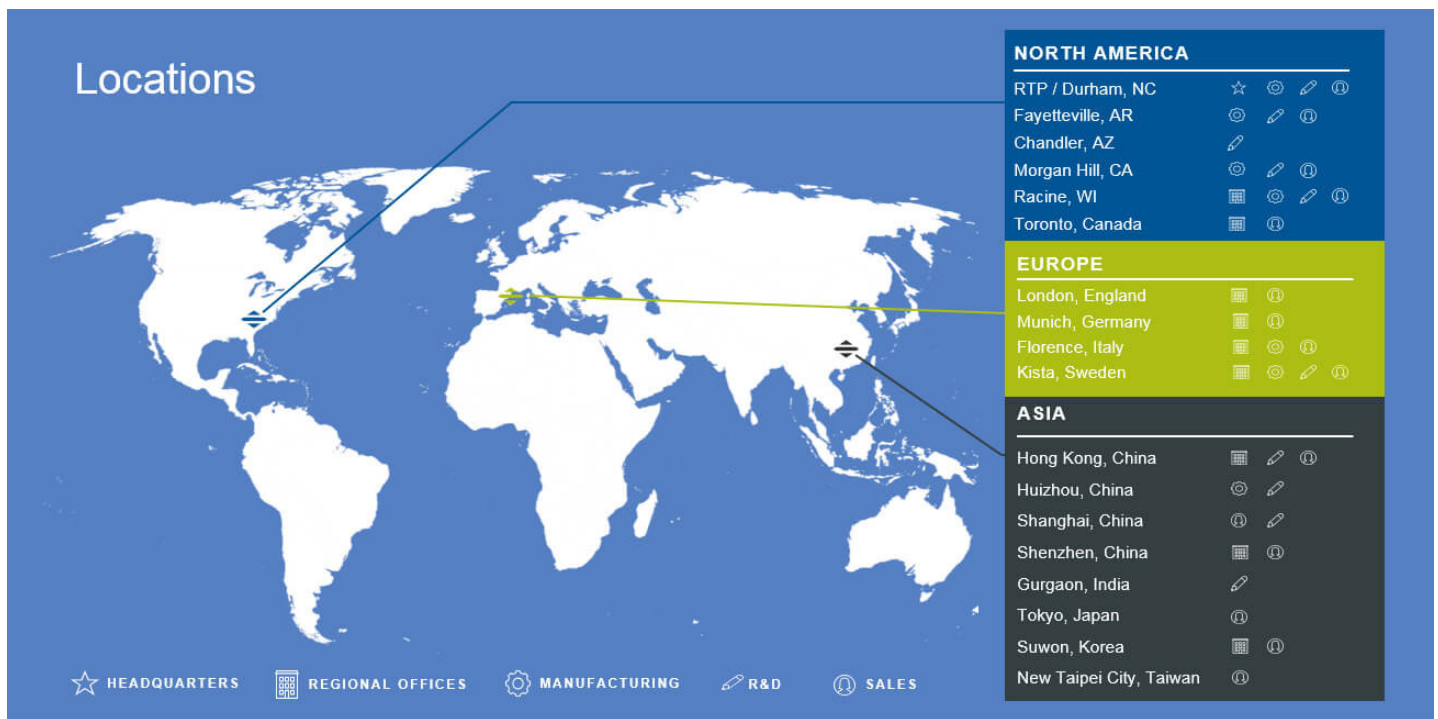 Locations
NORTH AMERICA
RTP / Durham, NC
Fayetteville, AR
Chandler, AZ
Morgan Hill, CA
Racine, WI
Toronto, Canada
EUROPE
London, England
Munich, Germany
Florence, Italy
Kista, Sweden
ASIA
Hong Kong, China
Huizhou, China
Shanghai, China
Shenzhen, China
Gurgaon, India
Tokyo, Japan
Suwon, Korea
New Taipei City, Taiwan
HEADQUARTERS
REGIONAL OFFICES
MANUFACTURING
R&D
SALES